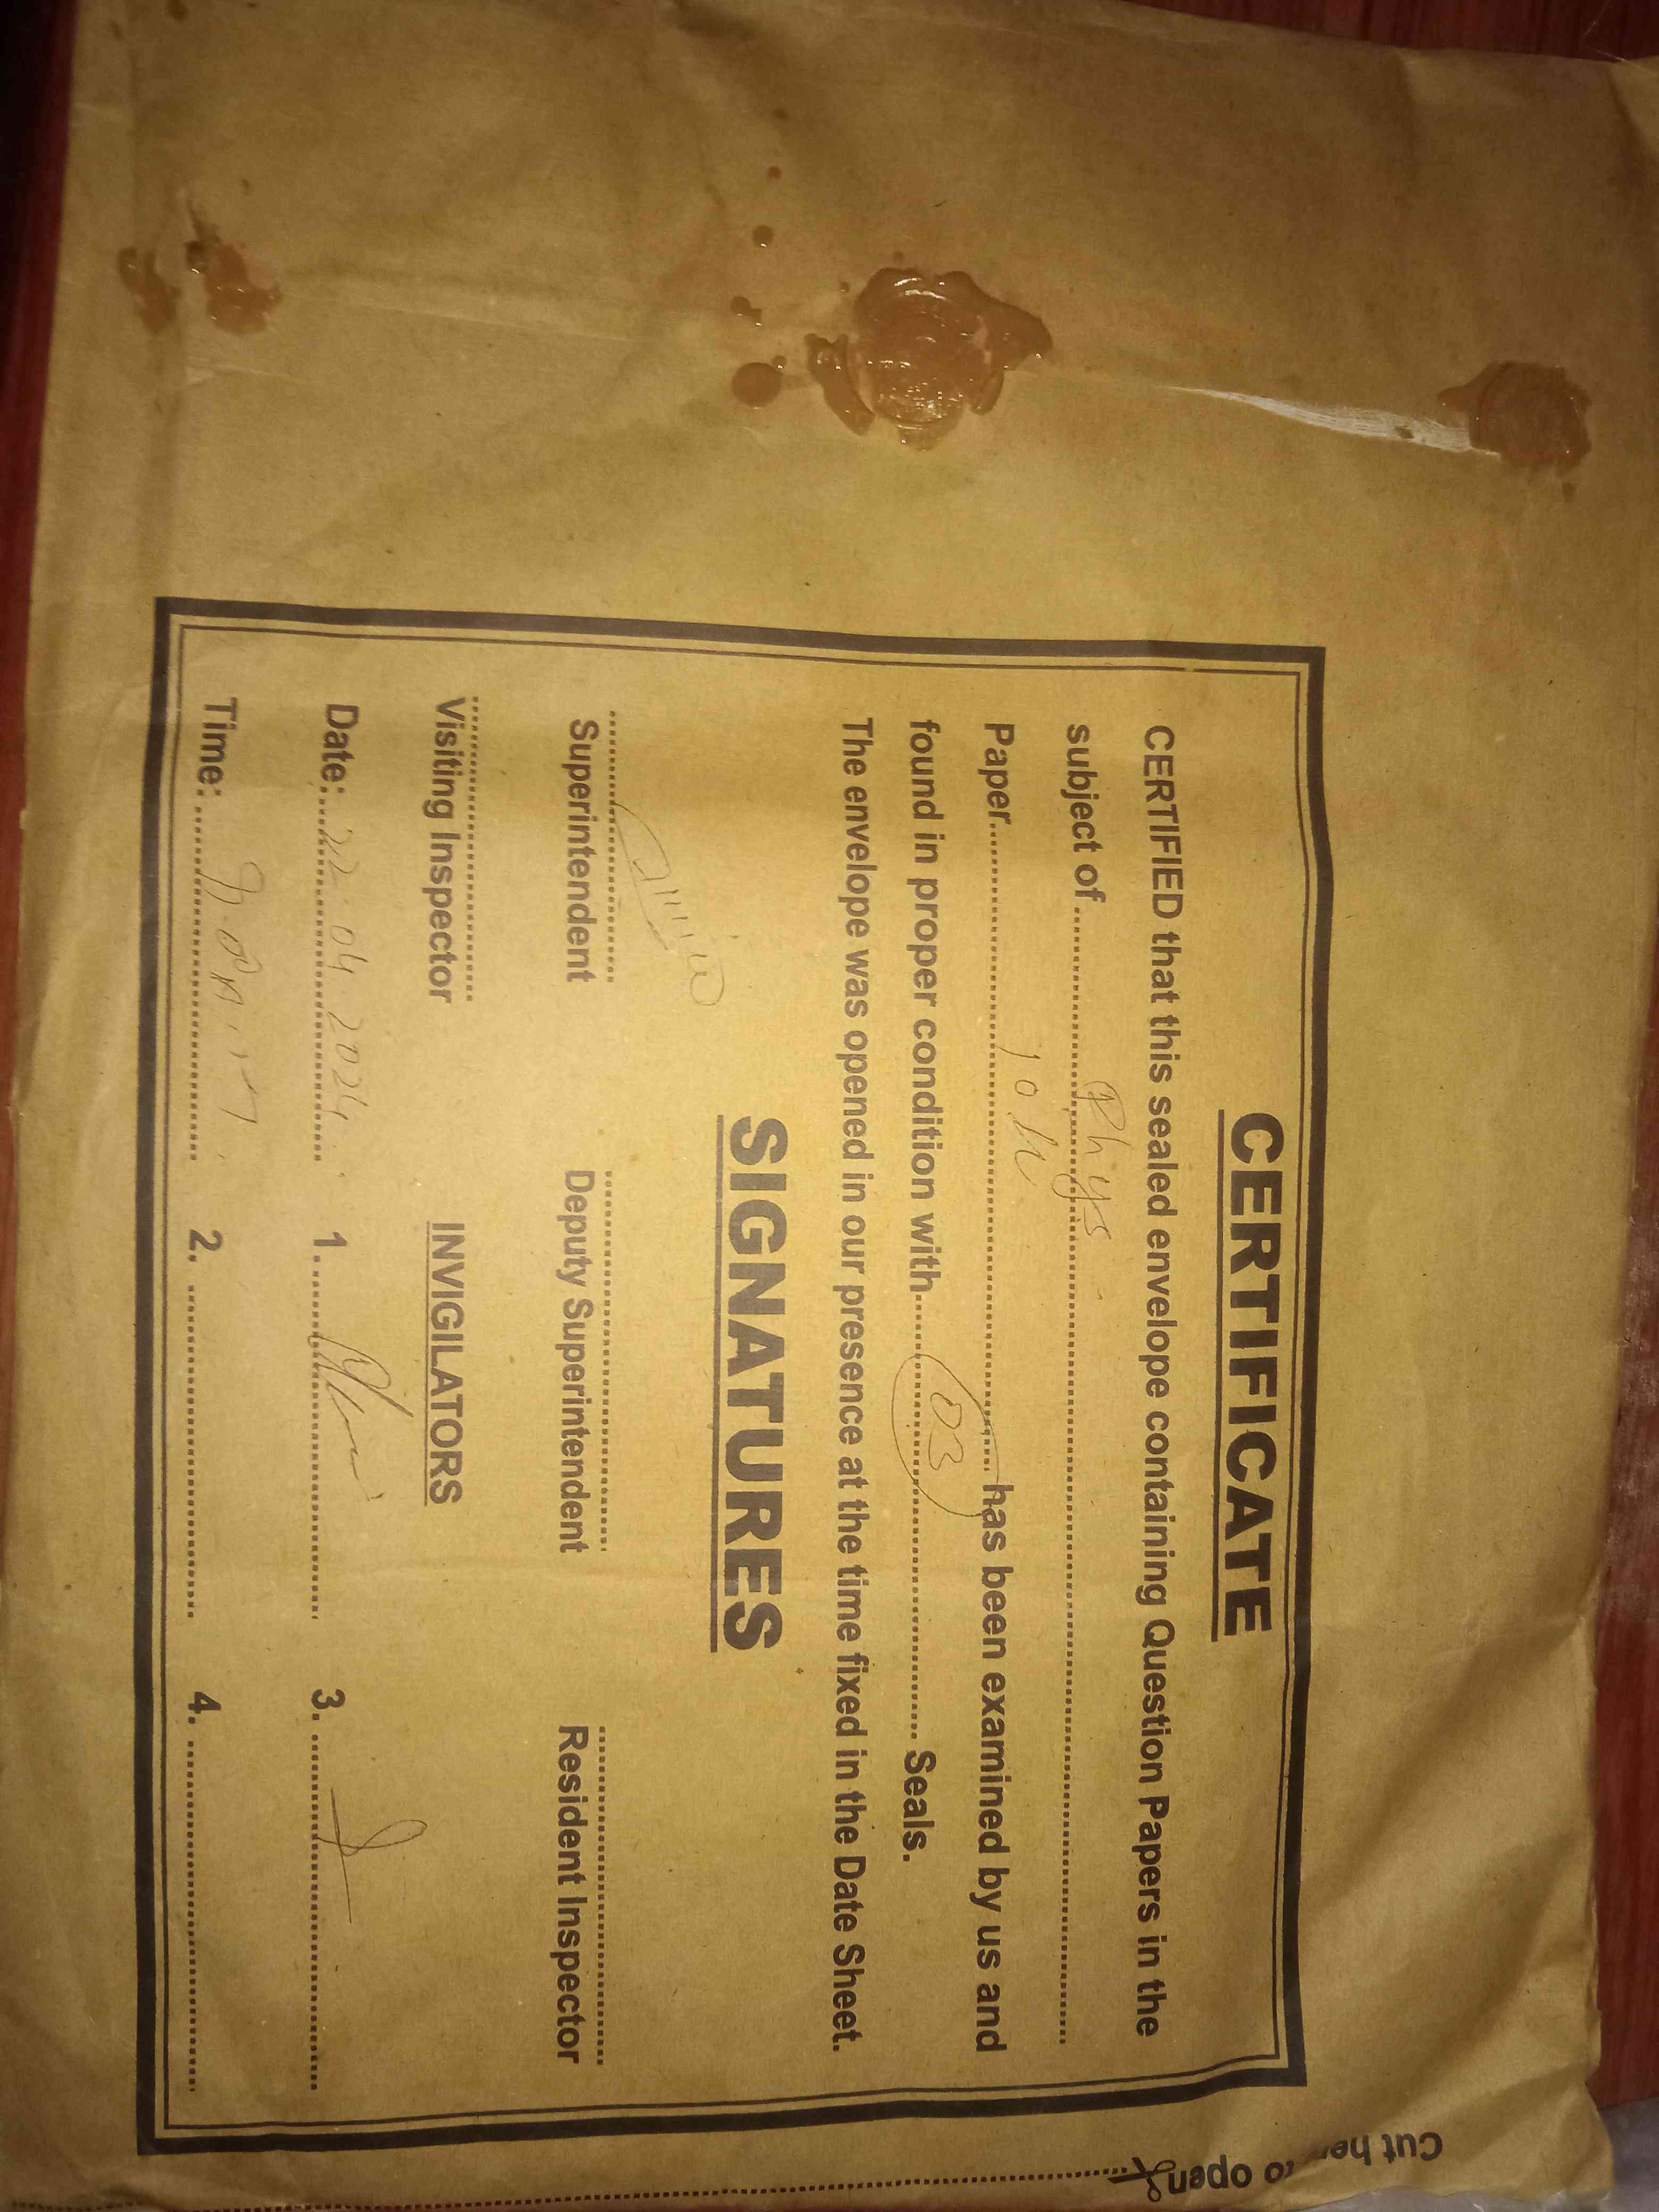 CERTIFICATE
CERTIFIED that this sealed envelope containing Question Papers in the
subject of Phys
Paper 10th has been examined by us and
found in proper condition with 03 Seals.
The envelope was opened in our presence at the time fixed in the Date Sheet.
SIGNATURES
Superintendent Deputy Superintendent Resident Inspector
Visiting Inspector INVIGILATORS
Date: 22.04.2024 1. 3.
Time: 2. 4.
Cut here to open